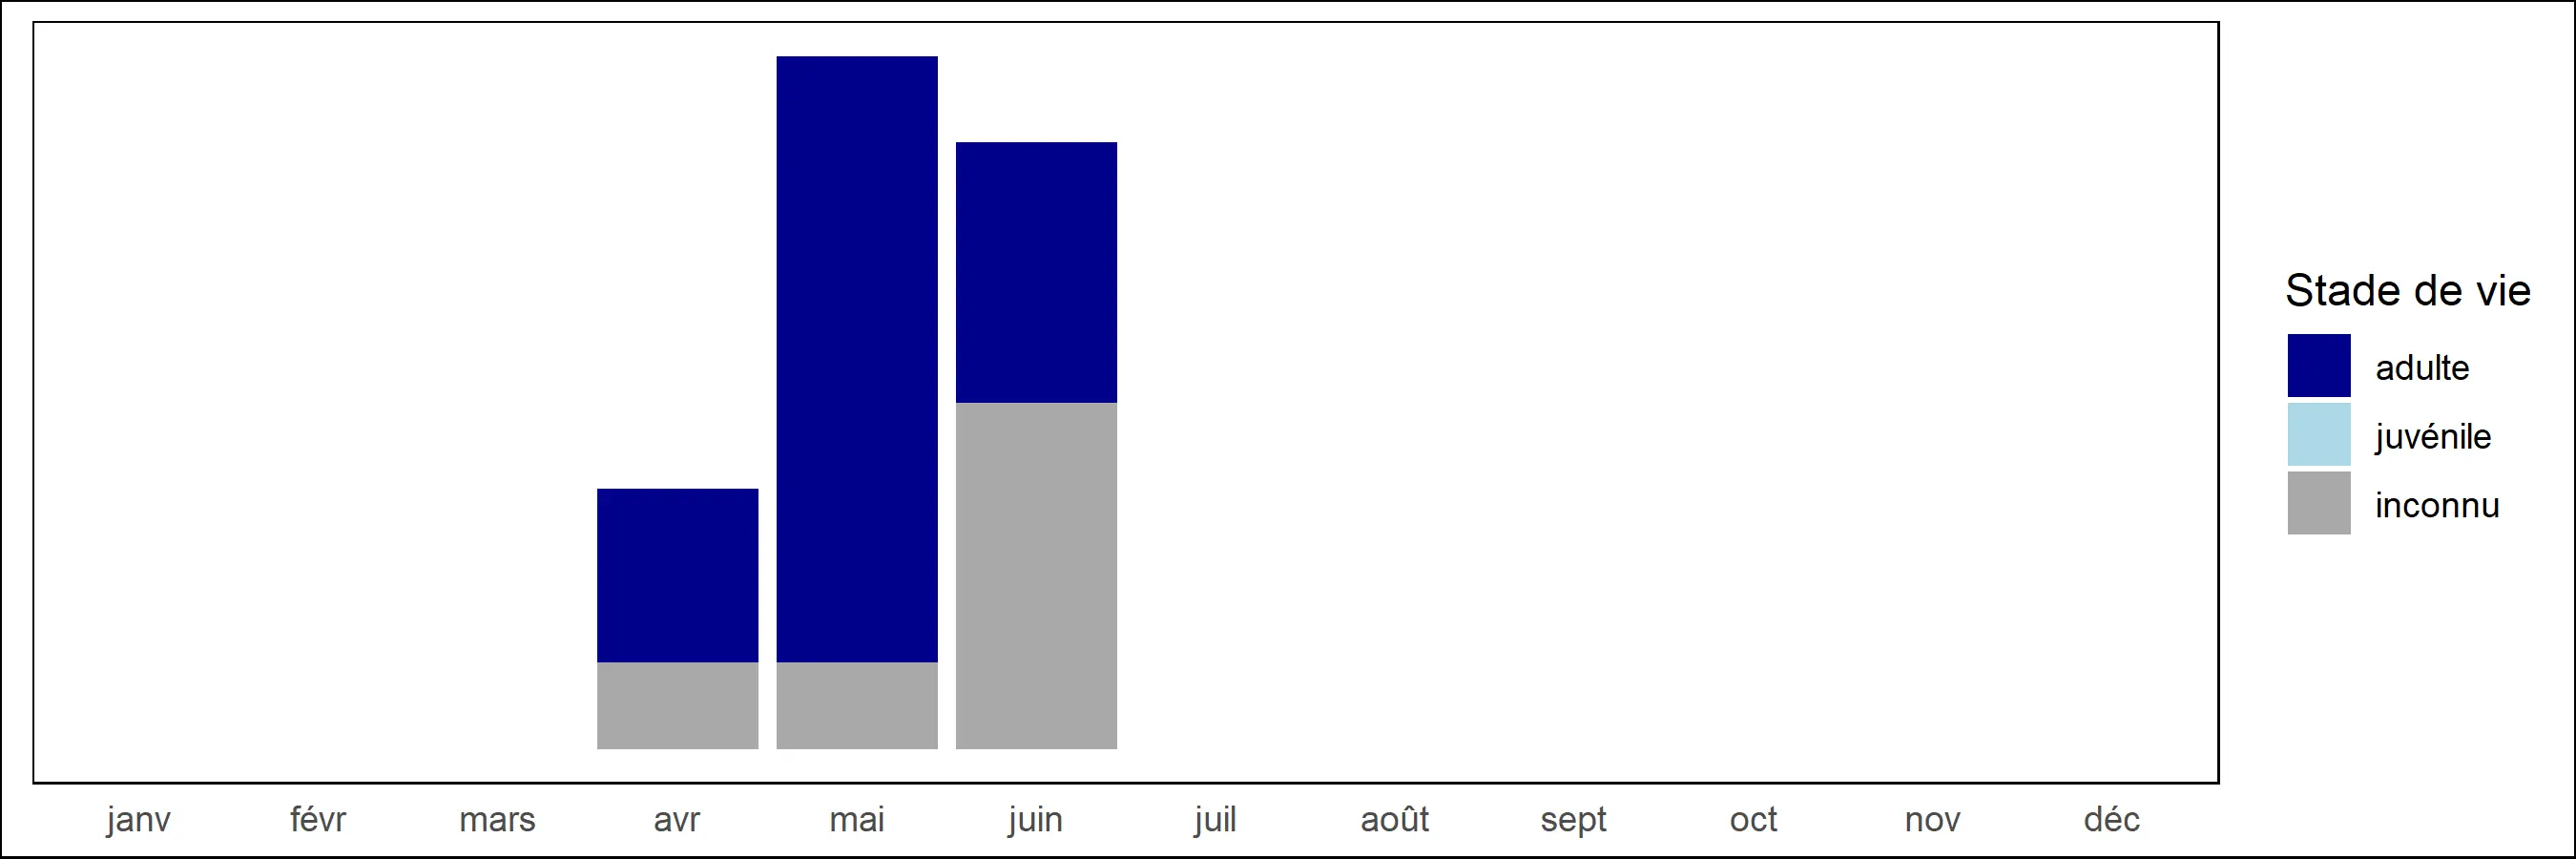 Stade de vie
adulte
juvénile
inconnu
janv févr mars avr mai juin juil août sept oct nov déc